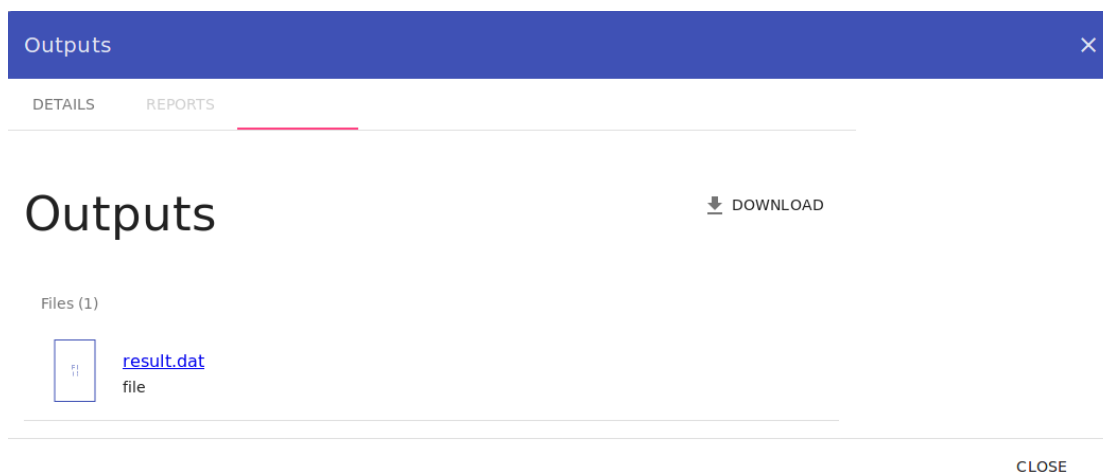 Outputs
DETAILS REPORTS
Outputs
DOWNLOAD
Files (1)
result.dat
file
CLOSE